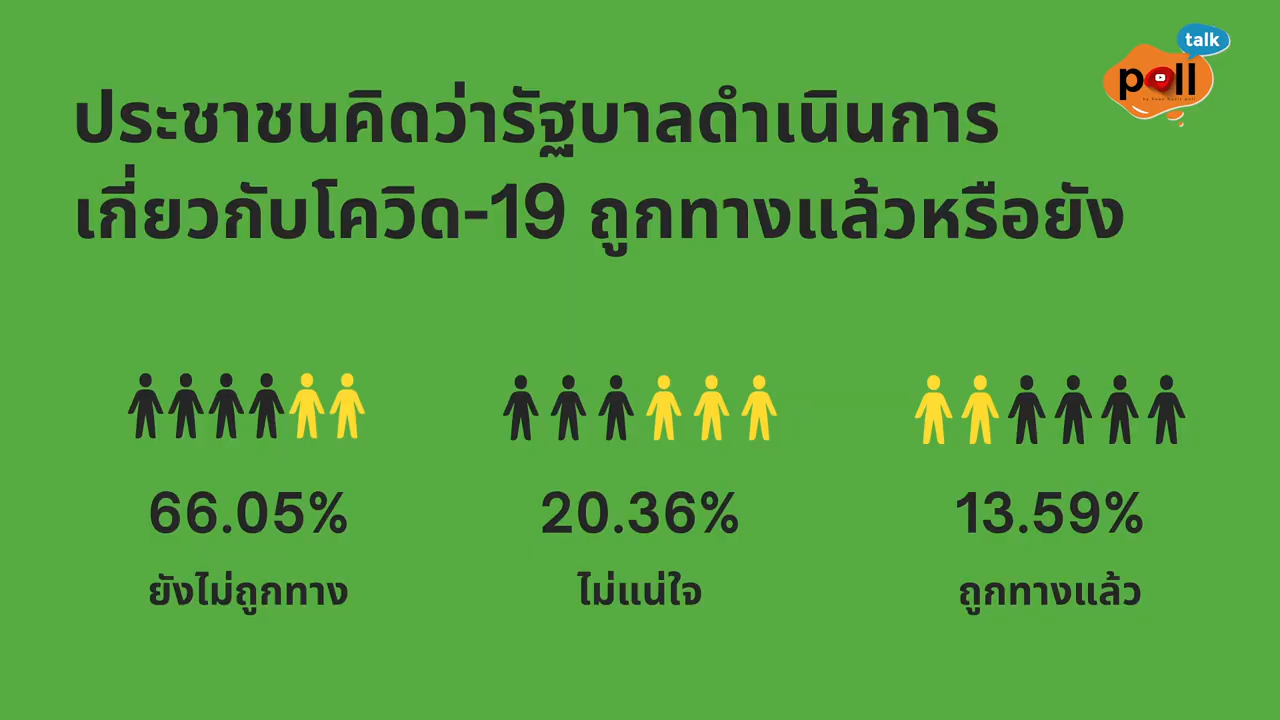 talk
poll
ประชาชนคิดว่ารัฐบาลดำเนินการ
เกี่ยวกับโควิด-19 ถูกทางแล้วหรือยัง
66.05%
20.36%
13.59%
ยังไม่ถูกทาง
ไม่แน่ใจ
ถูกทางแล้ว